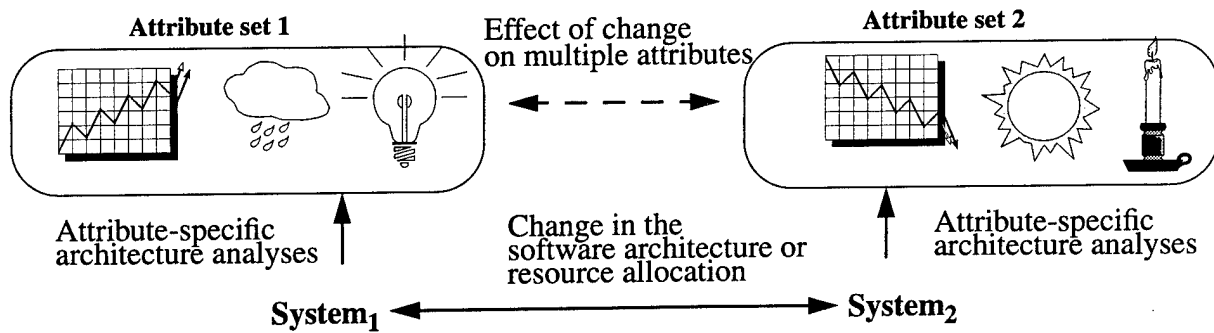 Attribute set 1
Effect of change
on multiple attributes
Attribute set 2
Attribute-specific
architecture analyses
Change in the
software architecture or
resource allocation
Attribute-specific
architecture analyses
System₁
System₂